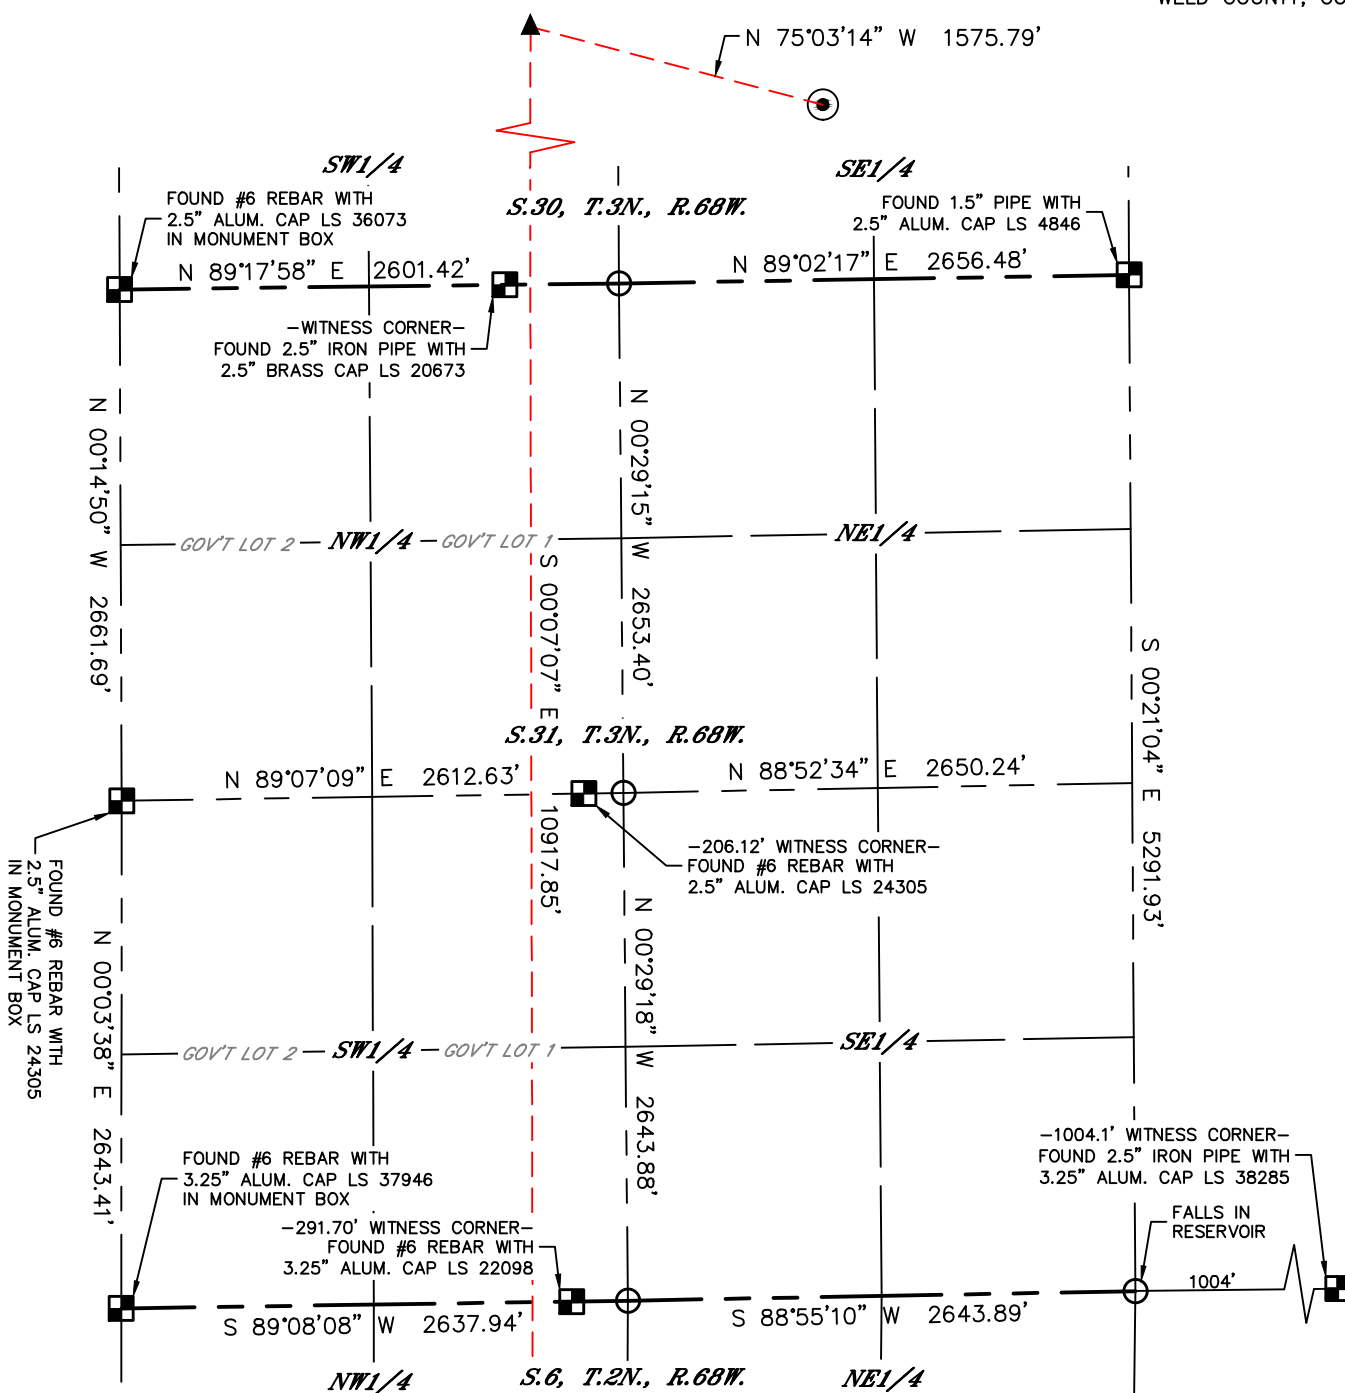 N 75°03'14" W 1575.79'
SW1/4
SE1/4
FOUND #6 REBAR WITH
2.5" ALUM. CAP LS 36073
IN MONUMENT BOX
S.30, T.3N., R.68W.
FOUND 1.5" PIPE WITH
2.5" ALUM. CAP LS 4846
N 89°17'58" E 2601.42'
N 89°02'17" E 2656.48'
-WITNESS CORNER-
FOUND 2.5" IRON PIPE WITH
2.5" BRASS CAP LS 20673
N 00°14'50" W 2661.69'
N 00°29'15" W 2653.40'
GOV'T LOT 2
NW1/4
GOV'T LOT 1
NE1/4
S 00°07'07" E 10917.85'
S 00°21'04" E 5291.93'
S.31, T.3N., R.68W.
N 89°07'09" E 2612.63'
N 88°52'34" E 2650.24'
-206.12' WITNESS CORNER-
FOUND #6 REBAR WITH
2.5" ALUM. CAP LS 24305
FOUND #6 REBAR WITH
2.5" ALUM. CAP LS 24305
IN MONUMENT BOX
N 00°03'38" E 2643.41'
N 00°29'18" W 2643.88'
GOV'T LOT 2
SW1/4
GOV'T LOT 1
SE1/4
FOUND #6 REBAR WITH
3.25" ALUM. CAP LS 37946
IN MONUMENT BOX
-1004.1' WITNESS CORNER-
FOUND 2.5" IRON PIPE WITH
3.25" ALUM. CAP LS 38285
-291.70' WITNESS CORNER-
FOUND #6 REBAR WITH
3.25" ALUM. CAP LS 22098
FALLS IN
RESERVOIR
1004'
S 89°08'08" W 2637.94'
S 88°55'10" W 2643.89'
NW1/4
S.6, T.2N., R.68W.
NE1/4